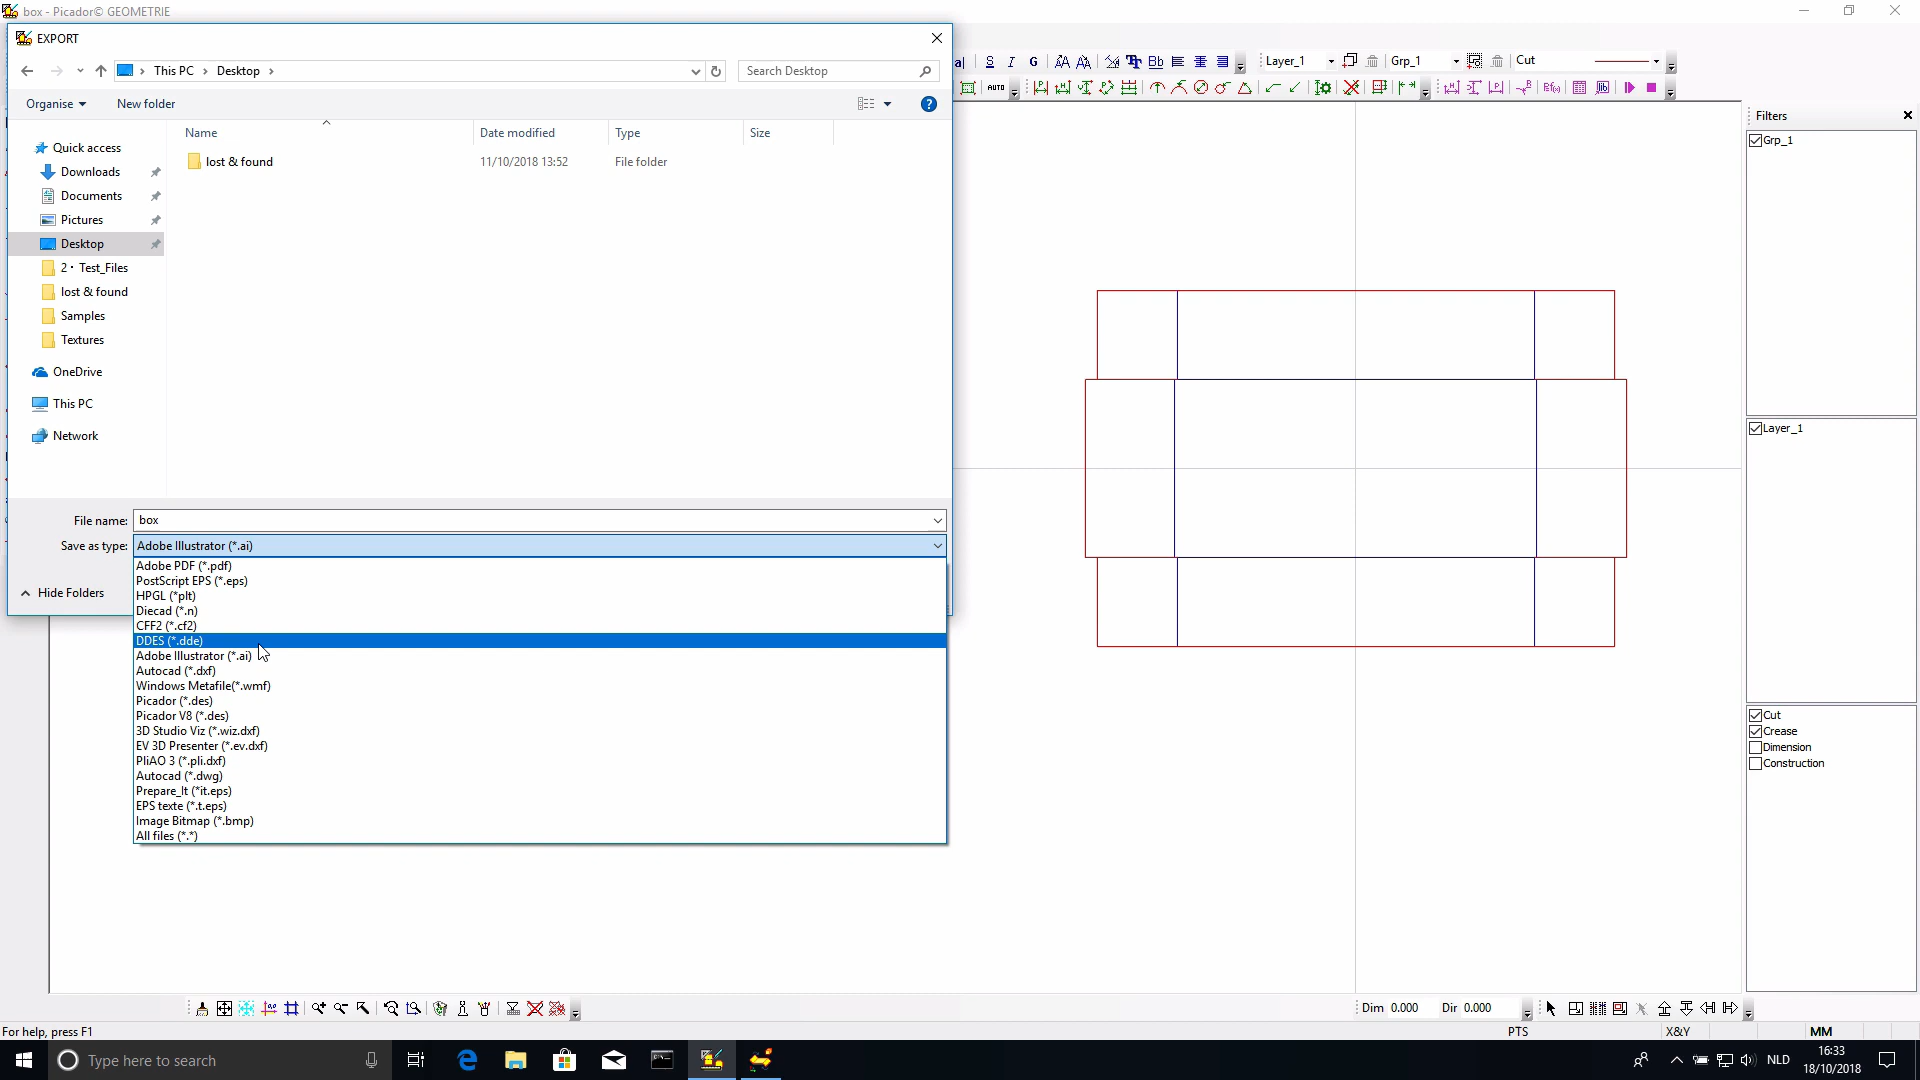 box - Picador© GEOMETRIE
EXPORT
This PC
Desktop
Search Desktop
Organise
New folder
Name
Date modified
Type
Size
lost & found
11/10/2018 13:52
File folder
Quick access
Downloads
Documents
Pictures
Desktop
2 · Test_Files
lost & found
Samples
Textures
OneDrive
This PC
Network
File name: box
Save as type: Adobe Illustrator (*.ai)
Hide Folders
Adobe PDF (*.pdf)
PostScript EPS (*.eps)
HPGL (*plt)
Diecad (*.n)
CFF2 (*.cf2)
DDES (*.dde)
Adobe Illustrator (*.ai)
Autocad (*.dxf)
Windows Metafile(*.wmf)
Picador (*.des)
Picador V8 (*.des)
3D Studio Viz (*.wiz.dxf)
EV 3D Presenter (*.ev.dxf)
PliAO 3 (*.pli.dxf)
Autocad (*.dwg)
Prepare_It (*it.eps)
EPS texte (*.t.eps)
Image Bitmap (*.bmp)
All files (*.*)
S I G
Layer_1
Grp_1
Cut
AUTO
Filters
Grp_1
Layer_1
Cut
Crease
Dimension
Construction
Dim 0.000 Dir 0.000
For help, press F1
PTS
X&Y
MM
Type here to search
NLD
16:33
18/10/2018